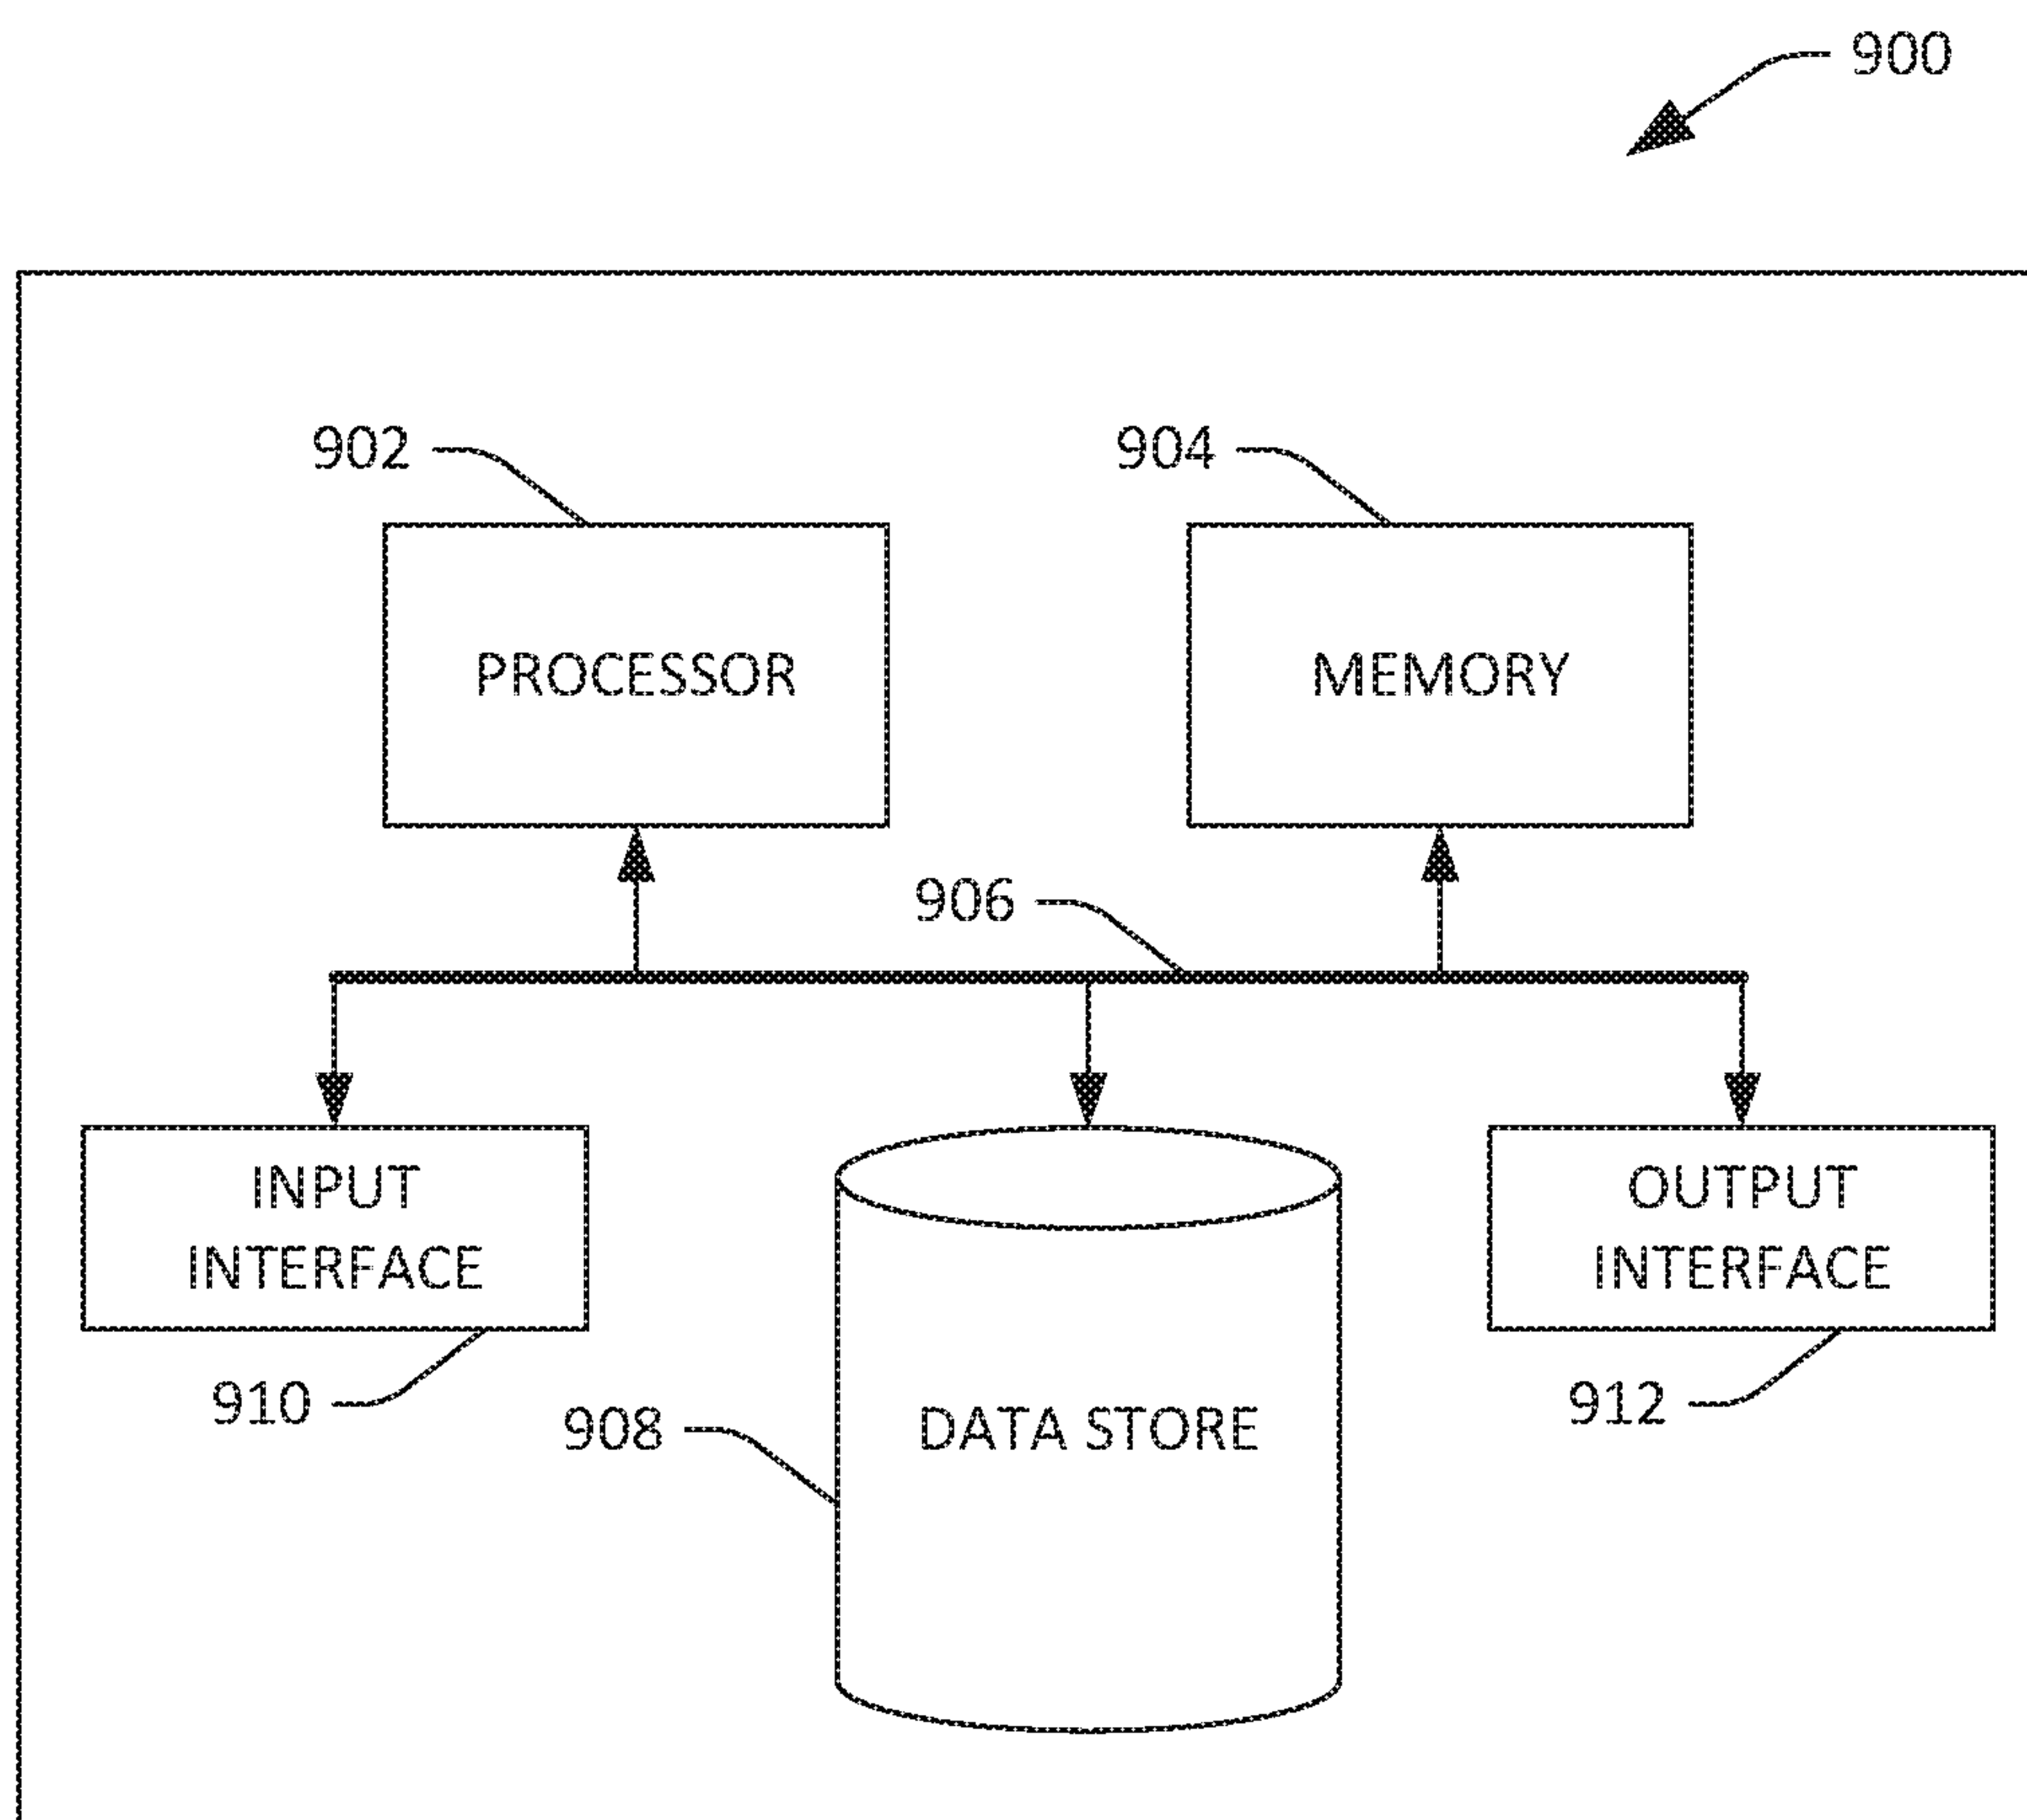 900
902
904
PROCESSOR
MEMORY
906
INPUT
INTERFACE
OUTPUT
INTERFACE
910
908
DATA STORE
912